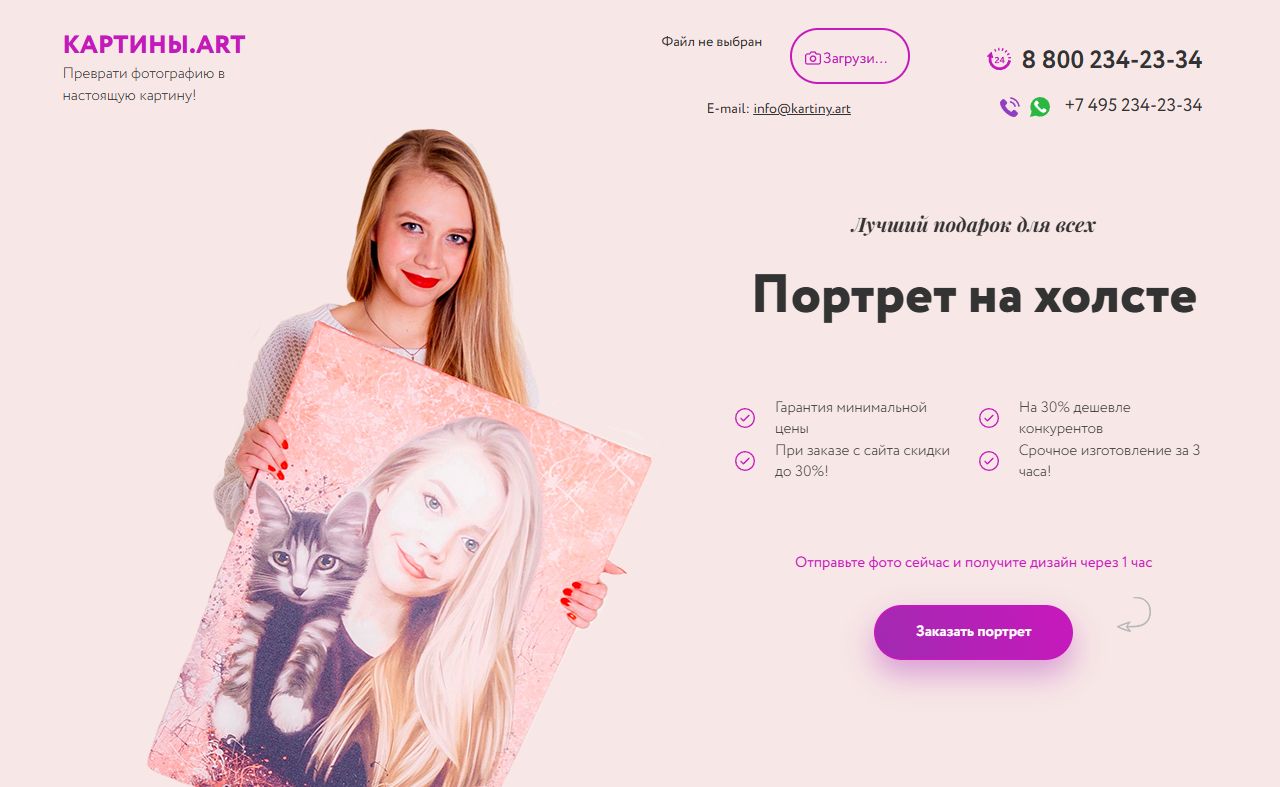 КАРТИНЫ.ART
Преврати фотографию в
настоящую картину!
Файл не выбран
Загрузи...
E-mail: info@kartiny.art
24
8 800 234-23-34
+7 495 234-23-34
Лучший подарок для всех
Портрет на холсте
Гарантия минимальной
цены
На 30% дешевле
конкурентов
При заказе с сайта скидки
до 30%!
Срочное изготовление за 3
часа!
Отправьте фото сейчас и получите дизайн через 1 час
Заказать портрет